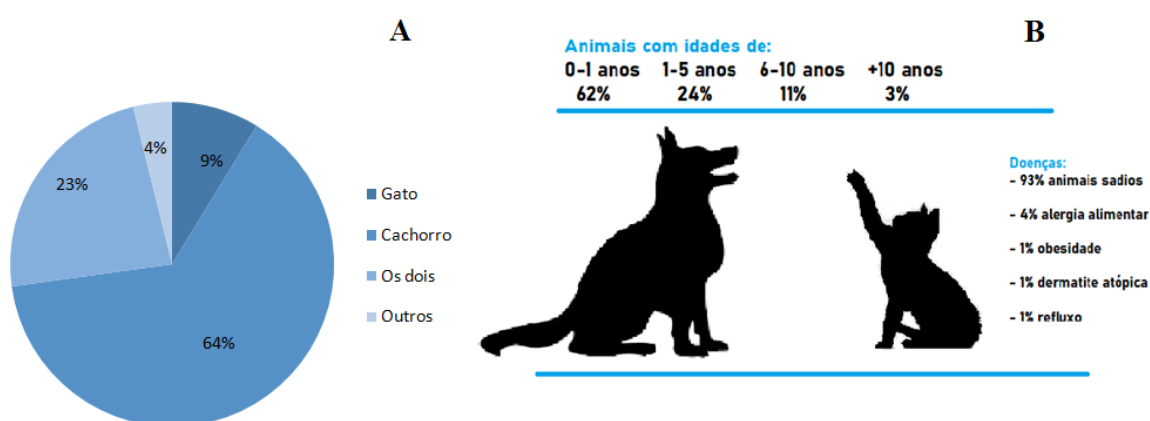 A
9%
64%
23%
4%
Gato
Cachorro
Os dois
Outros
B
Animais com idades de:
0-1 anos 1-5 anos 6-10 anos +10 anos
62% 24% 11% 3%
Doenças:
- 93% animais sadios
- 4% alergia alimentar
- 1% obesidade
- 1% dermatite atópica
- 1% refluxo